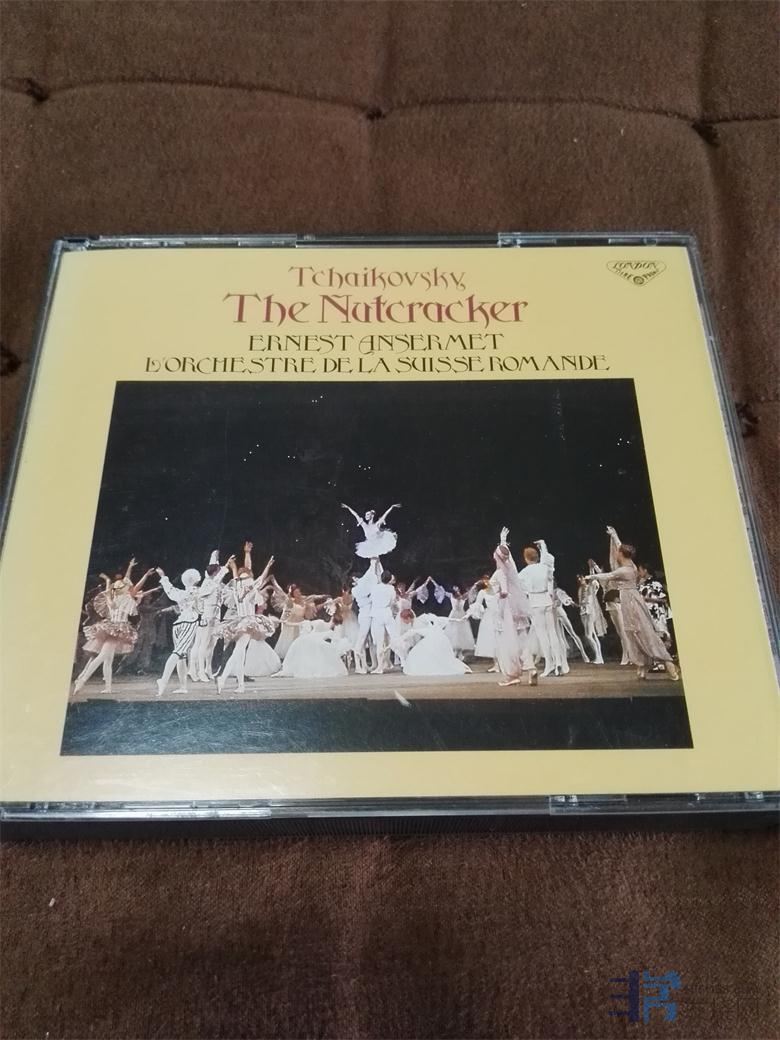 Tchaikovsky
The Nutcracker
ERNEST ANSERMET
L'ORCHESTRE DE LA SUISSE ROMANDE
LONDON